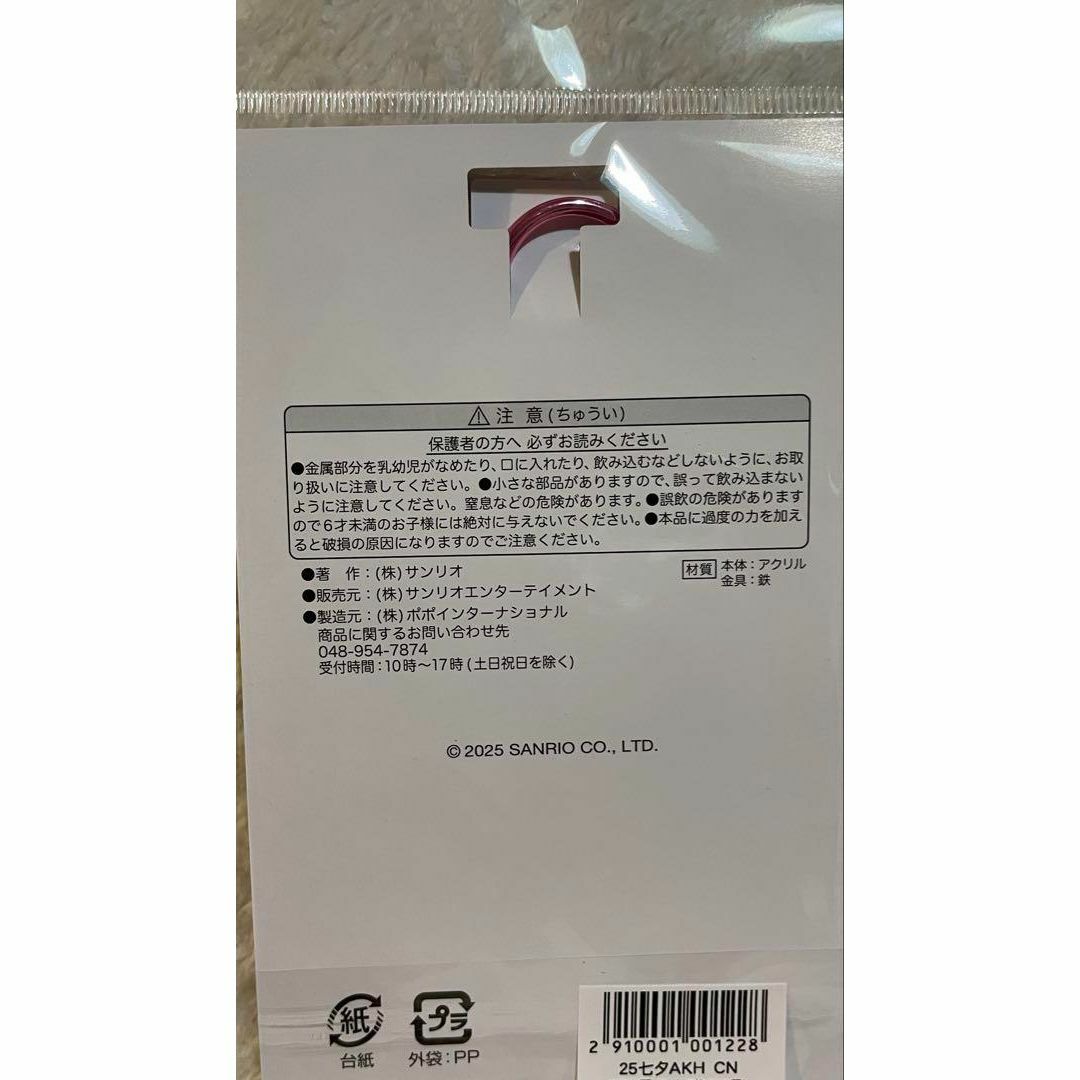 ⚠ 注 意(ちゅうい)
保護者の方へ 必ずお読みください
●金属部分を乳幼児がなめたり、口に入れたり、飲み込むなどしないように、お取
り扱いに注意してください。●小さな部品がありますので、誤って飲み込まない
ように注意してください。窒息などの危険があります。●誤飲の危険があります
ので6才未満のお子様には絶対に与えないでください。●本品に過度の力を加え
ると破損の原因になりますのでご注意ください。
●著 作：(株)サンリオ
材質 本体：アクリル
金具：鉄
●販売元：(株)サンリオエンターテイメント
●製造元：(株)ポポインターナショナル
商品に関するお問い合わせ先
048-954-7874
受付時間：10時～17時(土日祝日を除く)
© 2025 SANRIO CO., LTD.
紙
台紙
プラ
外袋：PP
2 910001 001228
25七夕AKH CN